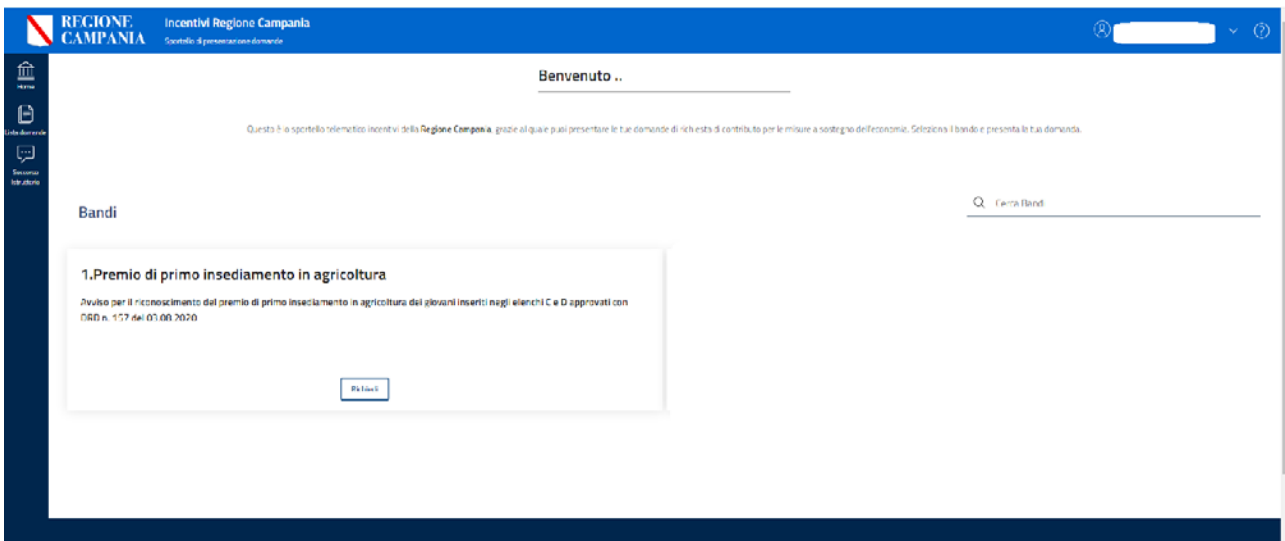 REGIONE
CAMPANIA
Incentivi Regione Campania
Sportello di presentazione domande
Home
Lista domande
Soccorso
Istruttorio
Benvenuto ..
Questo è lo sportello telematico incentivi della Regione Campania, grazie al quale puoi presentare le tue domande di richiesta di contributo per le misure a sostegno dell'economia. Seleziona il bando e presenta la tua domanda.
Bandi
Cerca Bandi
1.Premio di primo insediamento in agricoltura
Avviso per il riconoscimento del premio di primo insediamento in agricoltura dei giovani inseriti negli elenchi C e D approvati con
DRD n. 157 del 03.08.2020
Richiedi